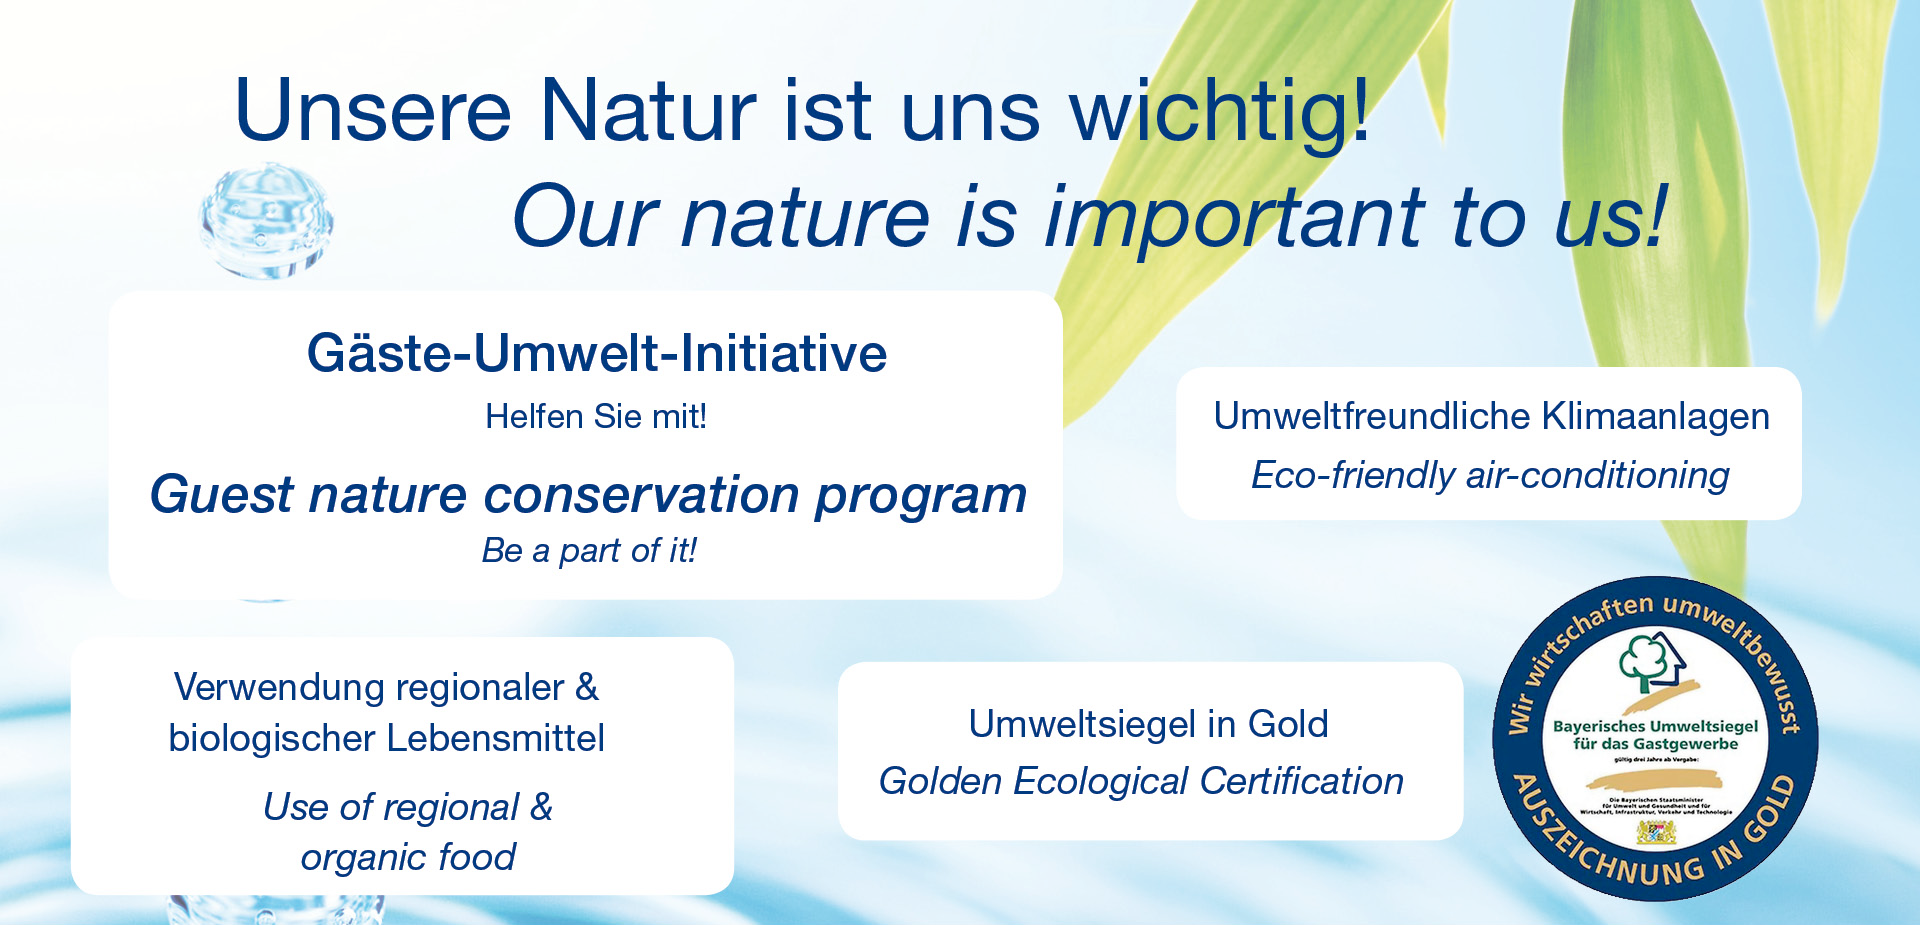 Unsere Natur ist uns wichtig!
Our nature is important to us!
Gäste-Umwelt-Initiative
Helfen Sie mit!
Guest nature conservation program
Be a part of it!
Umweltfreundliche Klimaanlagen
Eco-friendly air-conditioning
Verwendung regionaler &
biologischer Lebensmittel
Use of regional &
organic food
Umweltsiegel in Gold
Golden Ecological Certification
Wir wirtschaften umweltbewusst
Bayerisches Umweltsiegel
für das Gastgewerbe
gültig drei Jahre ab Vergabe:
Die Bayerischen Staatsminister
für Umwelt und Gesundheit und für
Wirtschaft, Infrastruktur, Verkehr und Technologie
AUSZEICHNUNG IN GOLD